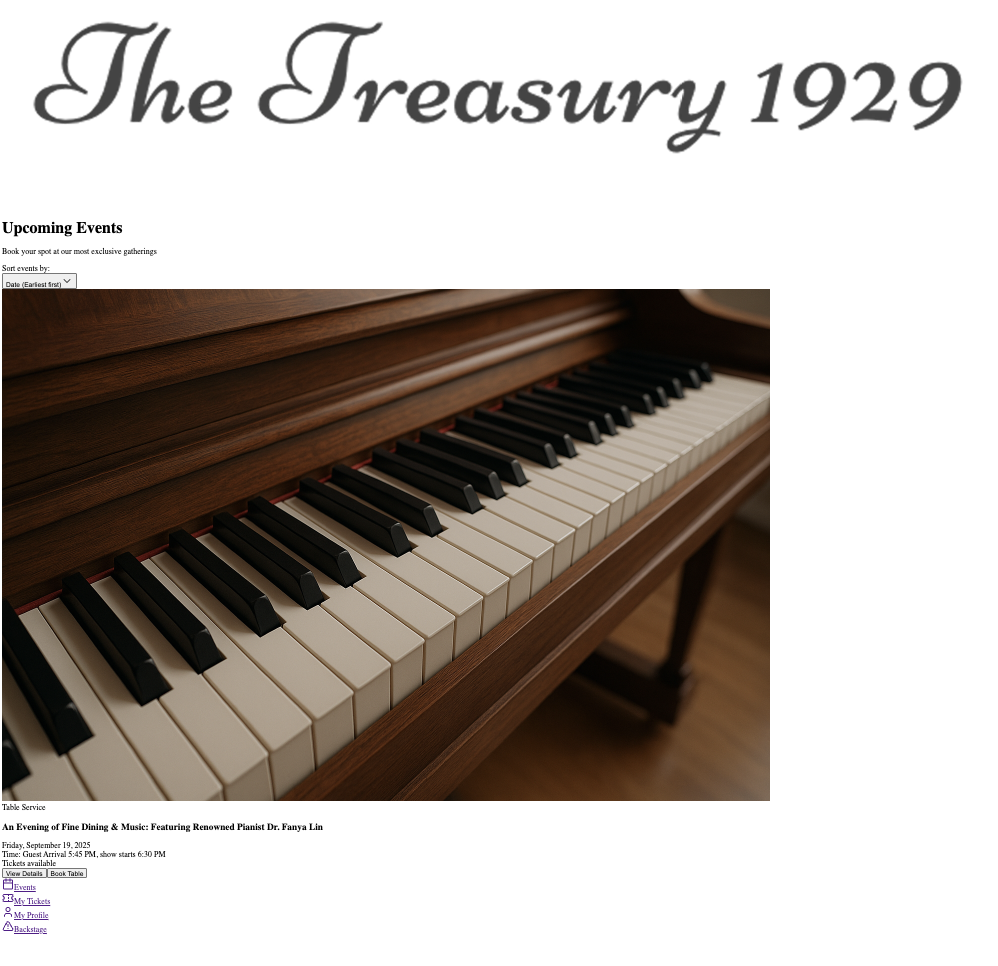 The Treasury 1929
Upcoming Events
Book your spot at our most exclusive gatherings
Sort events by:
Date (Earliest first)
Table Service
An Evening of Fine Dining & Music: Featuring Renowned Pianist Dr. Fanya Lin
Friday, September 19, 2025
Time: Guest Arrival 5:45 PM, show starts 6:30 PM
Tickets available
View Details Book Table
Events
My Tickets
My Profile
Backstage